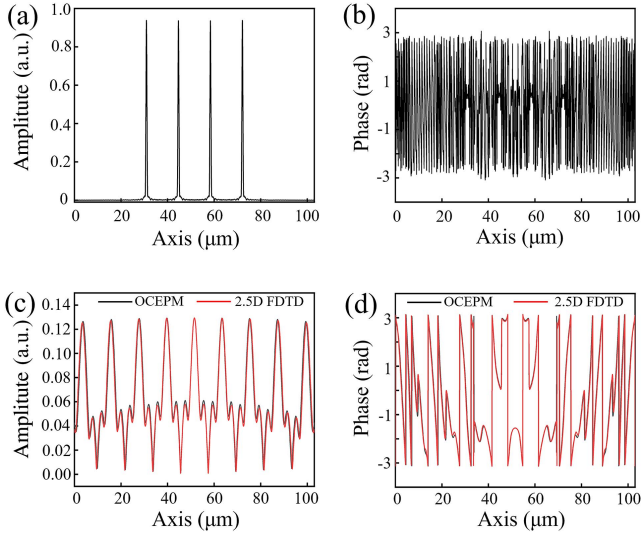 (a)
Amplitude (a.u.)
1.0
0.8
0.6
0.4
0.2
0
0 20 40 60 80 100
Axis (μm)
(b)
Phase (rad)
3
1
-1
-3
0 20 40 60 80 100
Axis (μm)
(c)
OCEPM 2.5D FDTD
Amplitude (a.u.)
0.14
0.12
0.10
0.08
0.06
0.04
0.02
0.00
0 20 40 60 80 100
Axis (μm)
(d)
OCEPM 2.5D FDTD
Phase (rad)
3
1
-1
-3
0 20 40 60 80 100
Axis (μm)